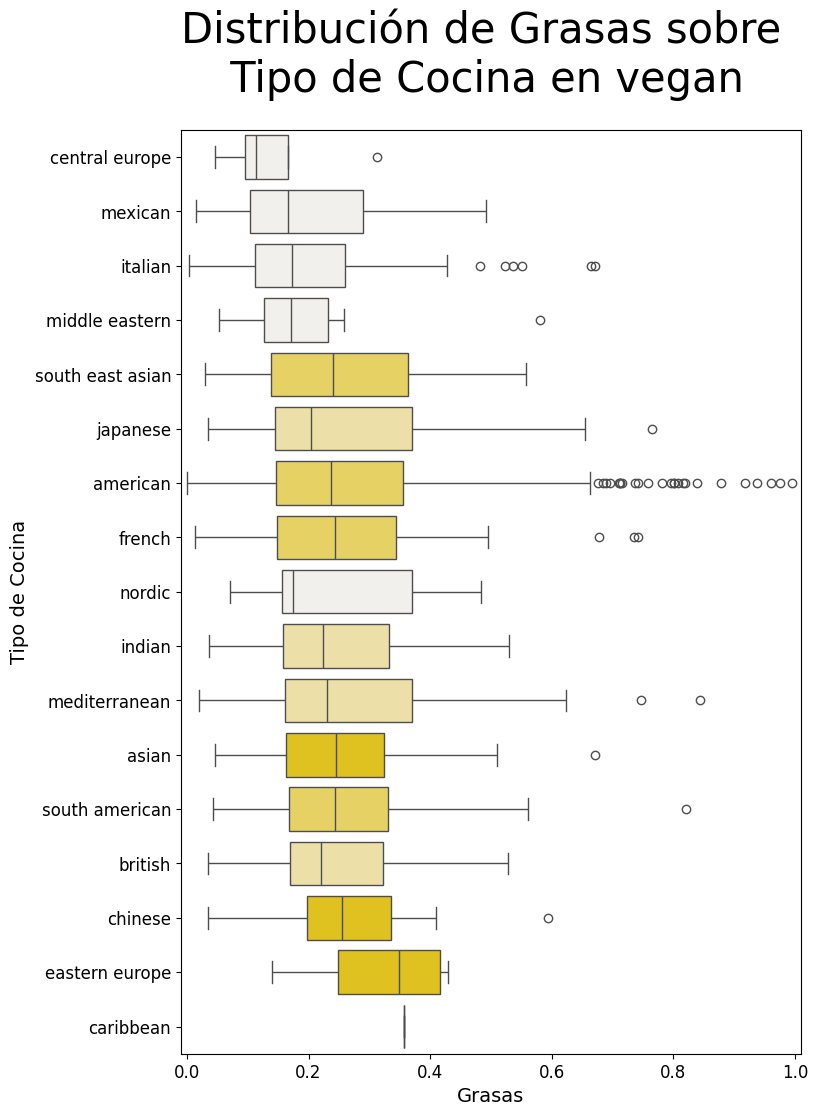 Distribución de Grasas sobre
Tipo de Cocina en vegan
central europe
mexican
italian
middle eastern
south east asian
japanese
american
french
nordic
indian
mediterranean
asian
south american
british
chinese
eastern europe
caribbean
Tipo de Cocina
0.0 0.2 0.4 0.6 0.8 1.0
Grasas